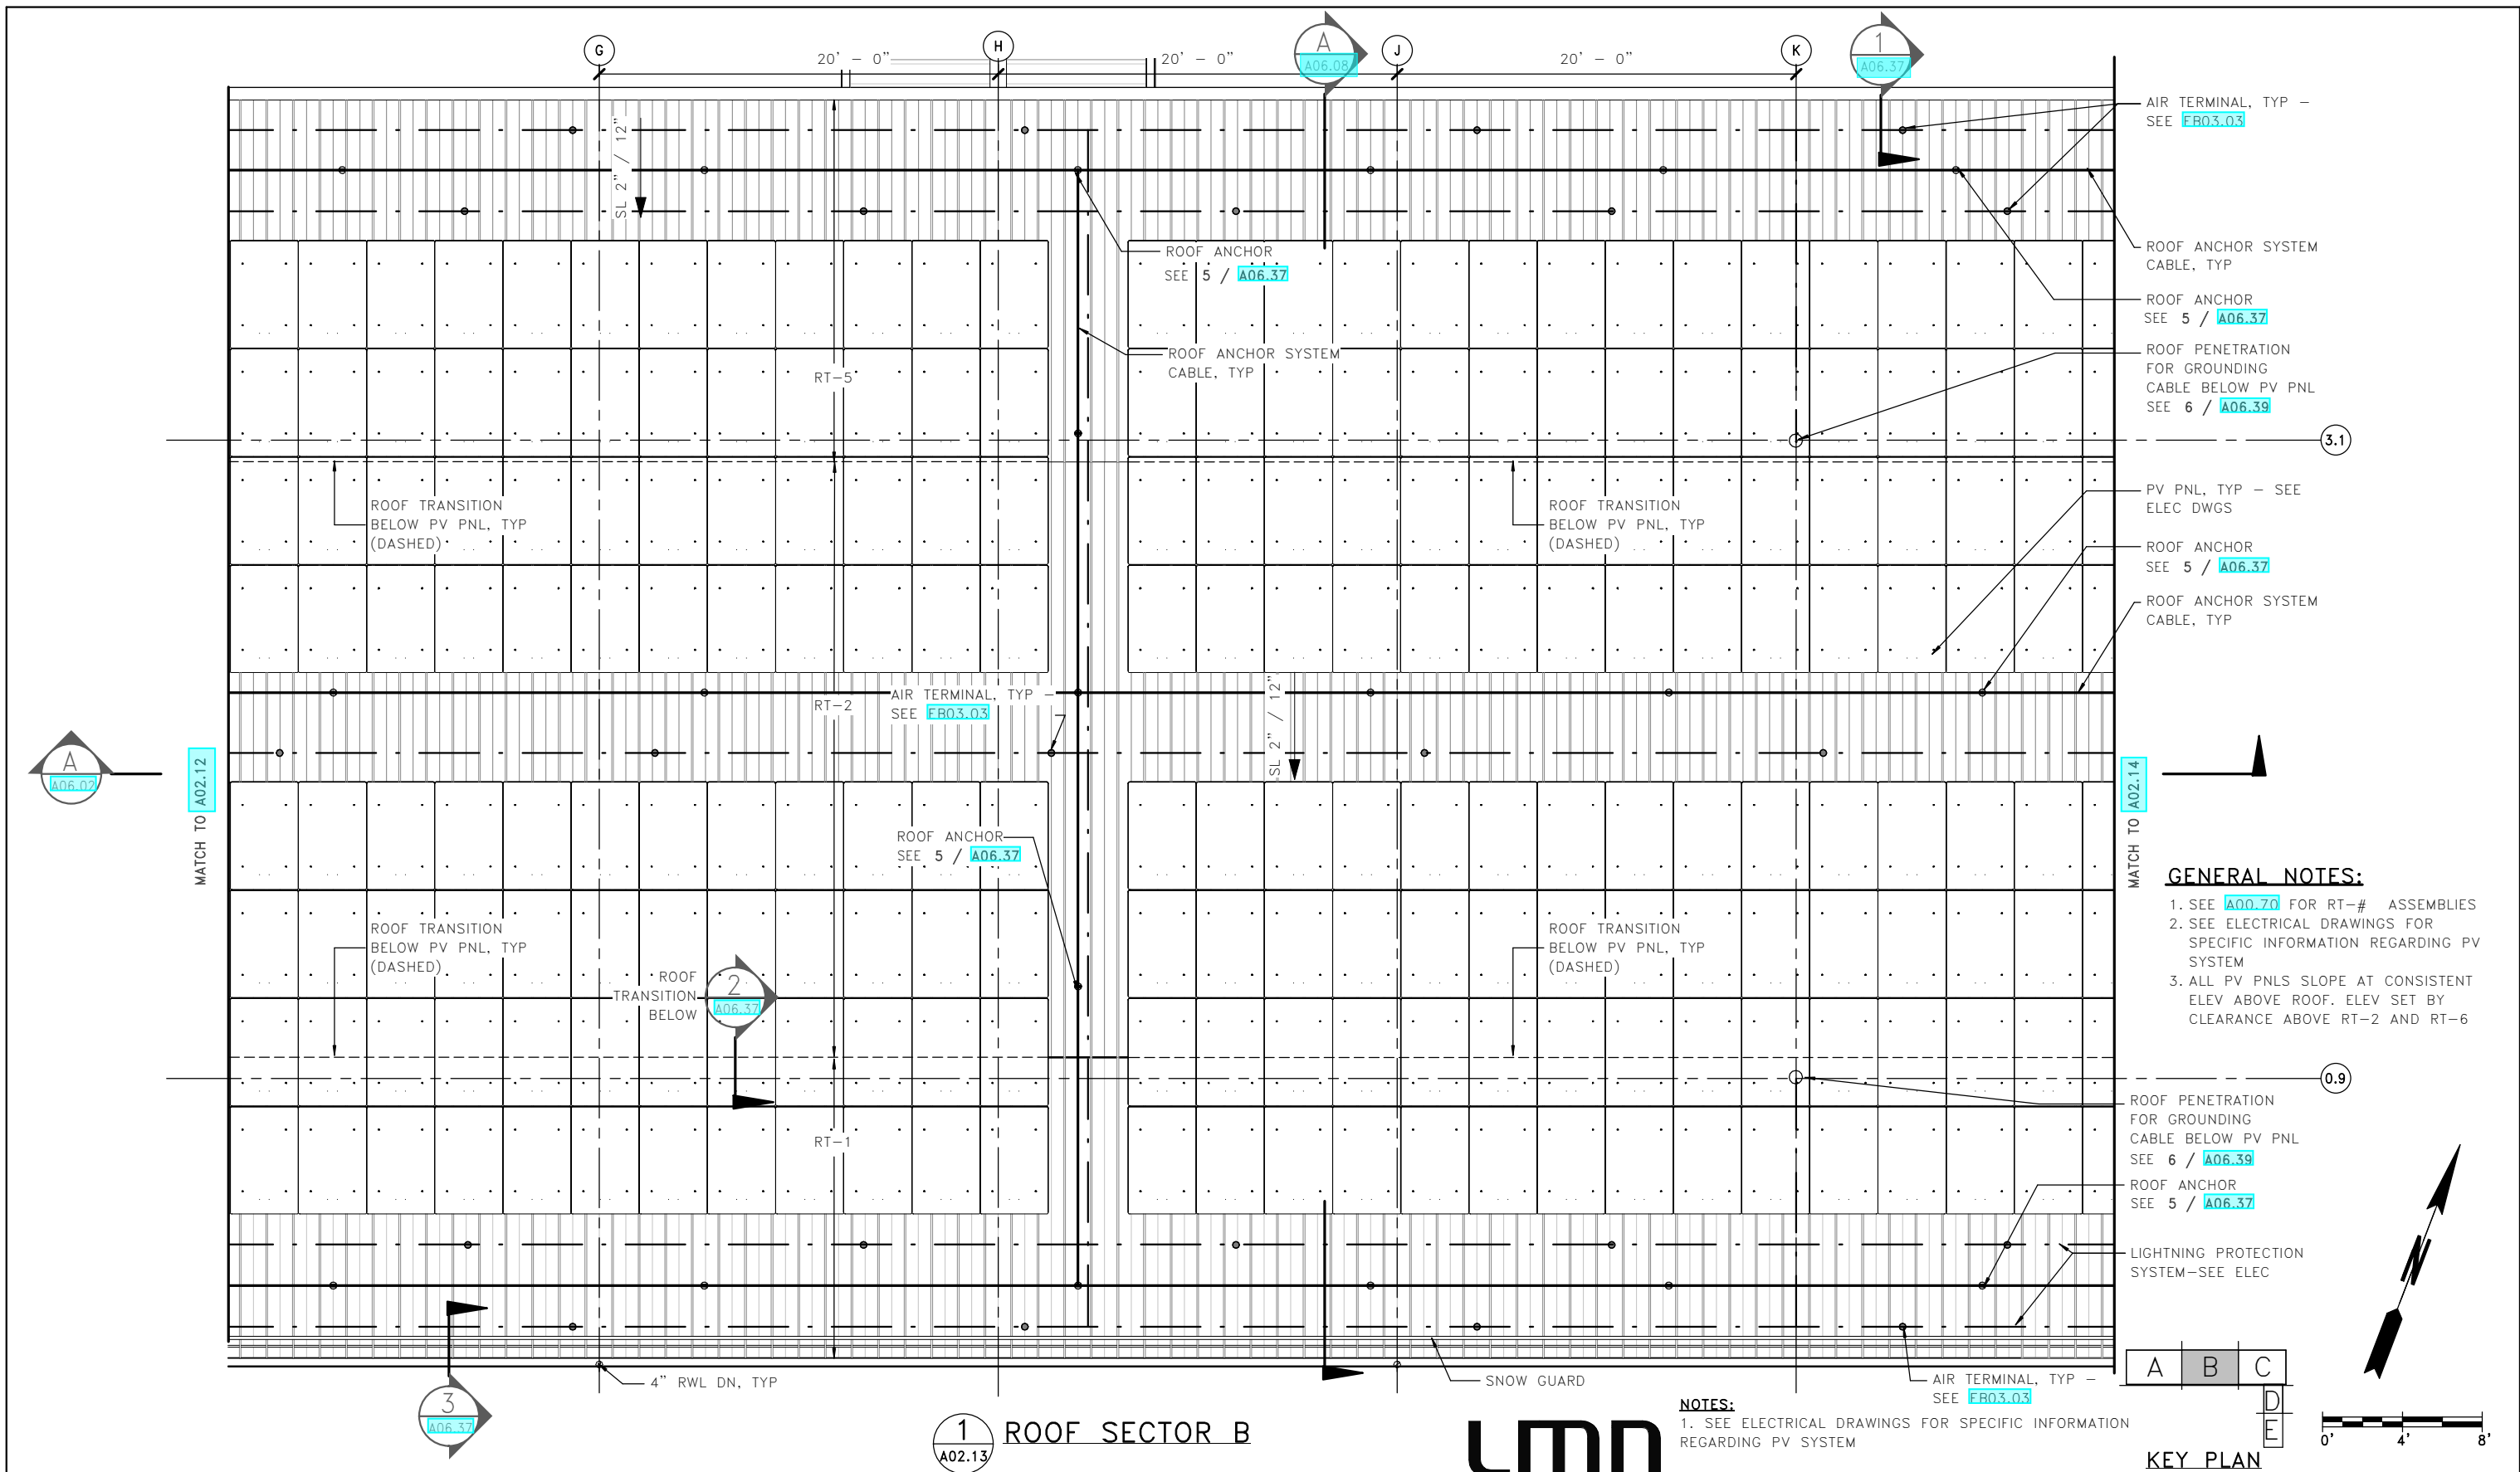 G
H
A
A06.08
J
K
1
A06.37
20' - 0"
20' - 0"
20' - 0"
SL 2" / 12"
AIR TERMINAL, TYP -
SEE EB03.03
ROOF ANCHOR SYSTEM
CABLE, TYP
ROOF ANCHOR
SEE 5 / A06.37
ROOF ANCHOR
SEE 5 / A06.37
ROOF ANCHOR SYSTEM
CABLE, TYP
ROOF PENETRATION
FOR GROUNDING
CABLE BELOW PV PNL
SEE 6 / A06.39
RT-5
3.1
ROOF TRANSITION
BELOW PV PNL, TYP
(DASHED)
ROOF TRANSITION
BELOW PV PNL, TYP
(DASHED)
PV PNL, TYP - SEE
ELEC DWGS
ROOF ANCHOR
SEE 5 / A06.37
ROOF ANCHOR SYSTEM
CABLE, TYP
RT-2
AIR TERMINAL, TYP -
SEE EB03.03
SL 2" / 12"
A
A06.02
MATCH TO A02.12
MATCH TO A02.14
ROOF ANCHOR
SEE 5 / A06.37
GENERAL NOTES:
1. SEE A00.70 FOR RT-# ASSEMBLIES
2. SEE ELECTRICAL DRAWINGS FOR
SPECIFIC INFORMATION REGARDING PV
SYSTEM
3. ALL PV PNLS SLOPE AT CONSISTENT
ELEV ABOVE ROOF. ELEV SET BY
CLEARANCE ABOVE RT-2 AND RT-6
ROOF TRANSITION
BELOW PV PNL, TYP
(DASHED)
ROOF
TRANSITION
BELOW
2
A06.37
ROOF TRANSITION
BELOW PV PNL, TYP
(DASHED)
0.9
RT-1
ROOF PENETRATION
FOR GROUNDING
CABLE BELOW PV PNL
SEE 6 / A06.39
ROOF ANCHOR
SEE 5 / A06.37
LIGHTNING PROTECTION
SYSTEM-SEE ELEC
N
3
A06.37
4" RWL DN, TYP
SNOW GUARD
AIR TERMINAL, TYP -
SEE EB03.03
1
A02.13
ROOF SECTOR B
LMN
NOTES:
1. SEE ELECTRICAL DRAWINGS FOR SPECIFIC INFORMATION
REGARDING PV SYSTEM
A B C
D
E
KEY PLAN
0' 4' 8'